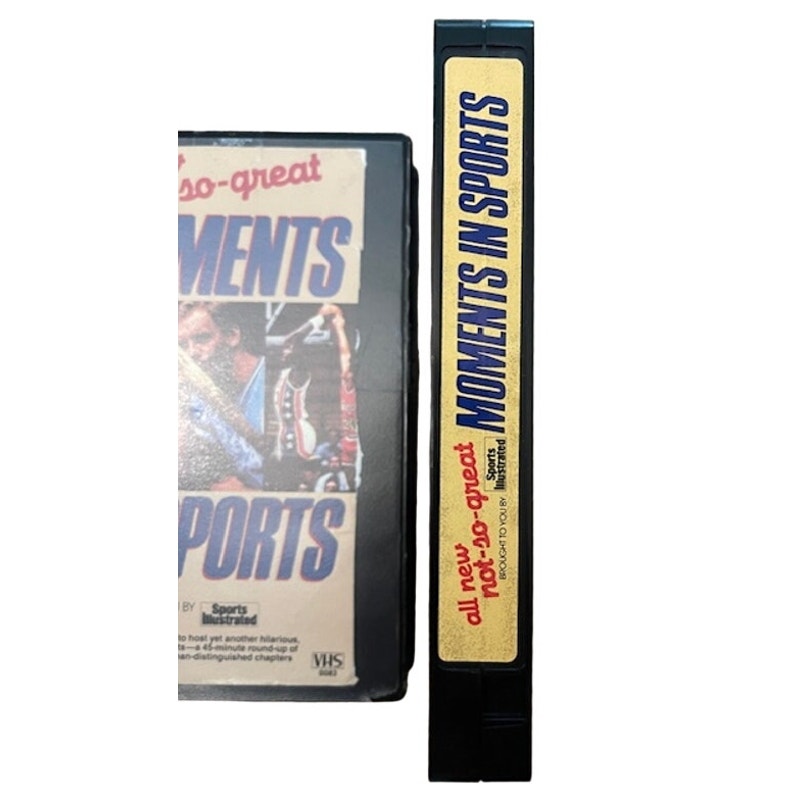 so-great
MENTS
PORTS
BY Sports
Illustrated
to host yet another hilarious,
ts—a 45-minute round-up of
an-distinguished chapters
VHS
all new
not-so-great
BROUGHT TO YOU BY
Sports
Illustrated
MOMENTS IN SPORTS